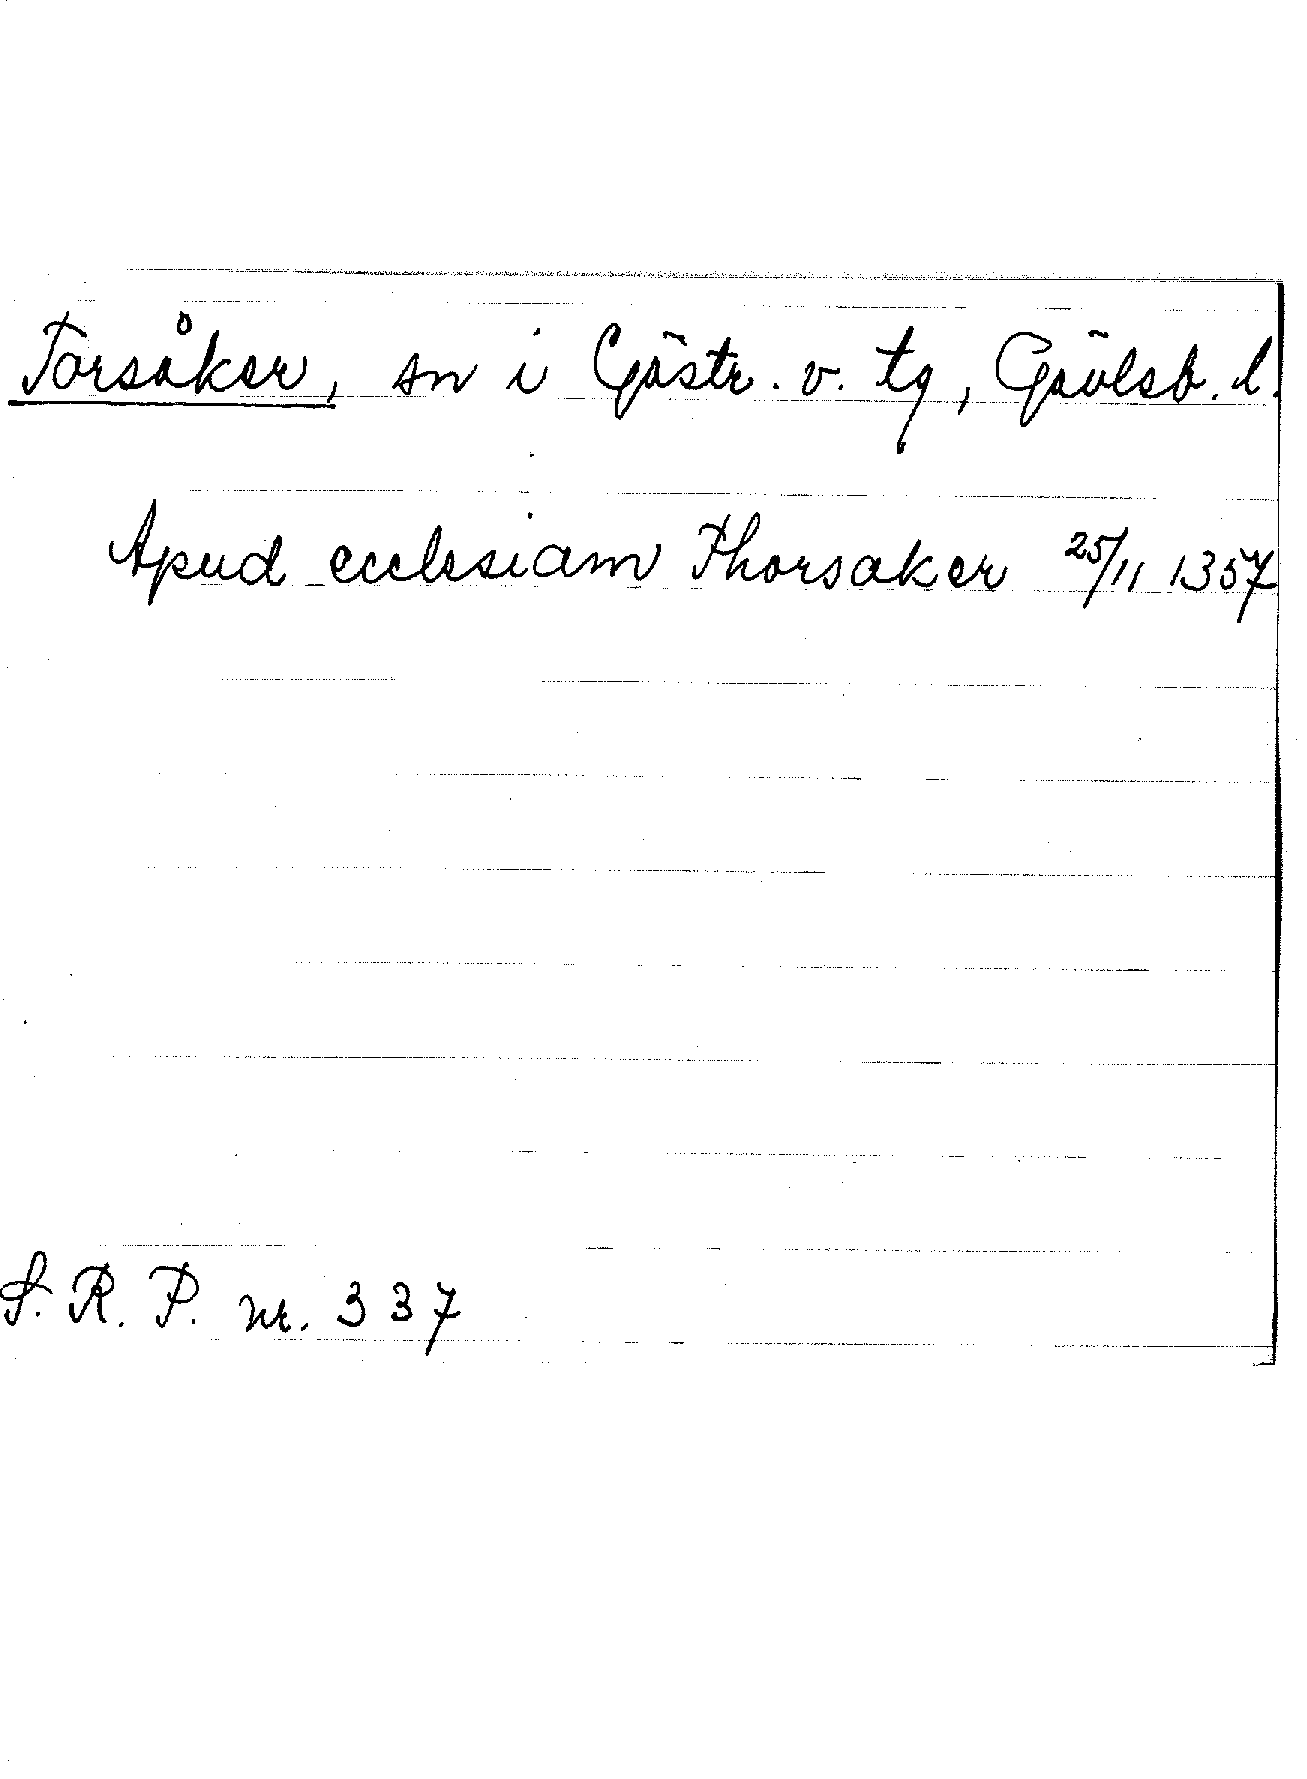 Torsåker, sn i Gästr. v. tg, Gävleb. l.
Apud ecclesiam Thorsaker 25/11 1357
S. R. P. nr. 337